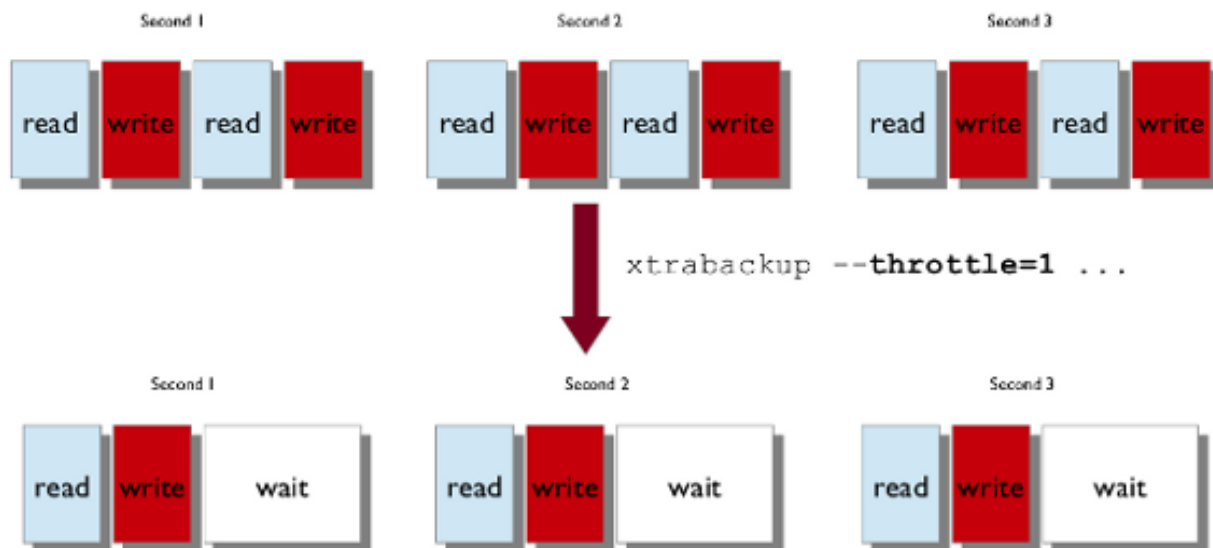 Second 1 Second 2 Second 3
read write read write read write read write read write read write
xtrabackup --throttle=1 ...
Second 1 Second 2 Second 3
read write wait read write wait read write wait